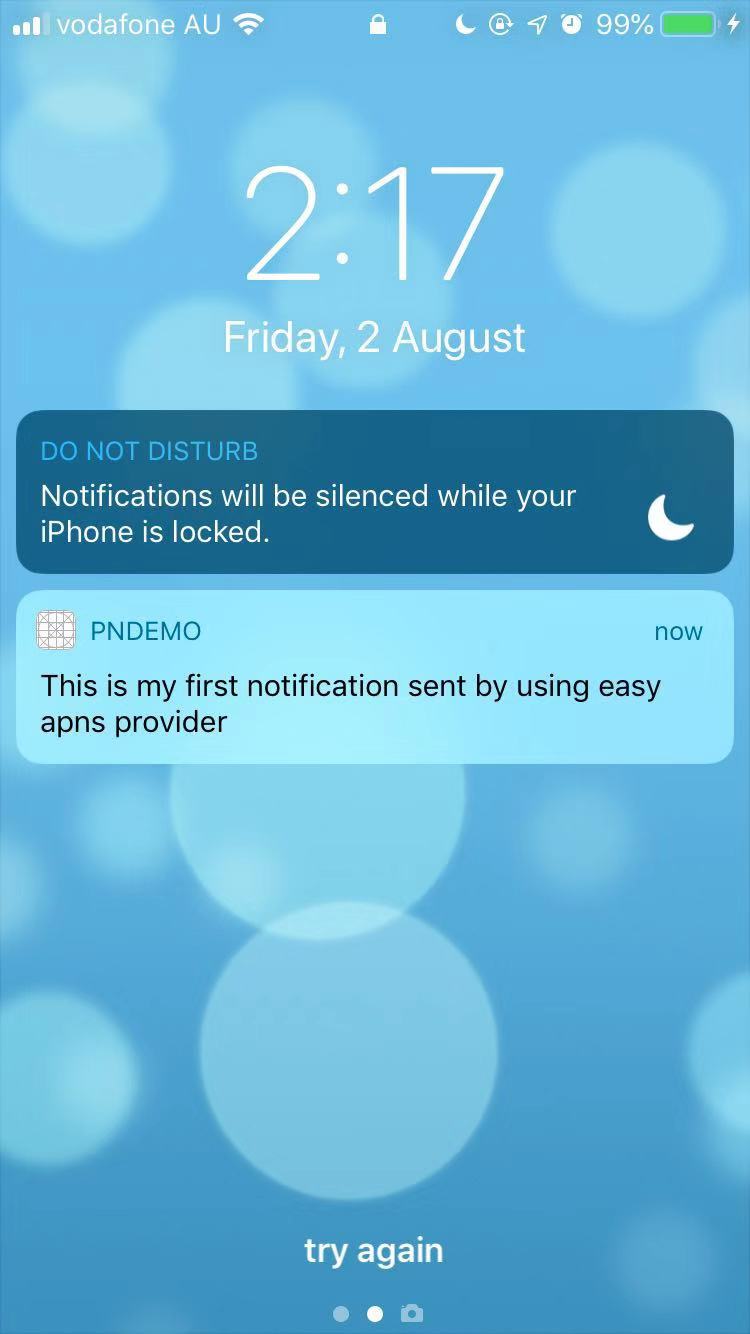 vodafone AU 99%
2:17
Friday, 2 August
DO NOT DISTURB
Notifications will be silenced while your
iPhone is locked.
PNDEMO now
This is my first notification sent by using easy
apns provider
try again